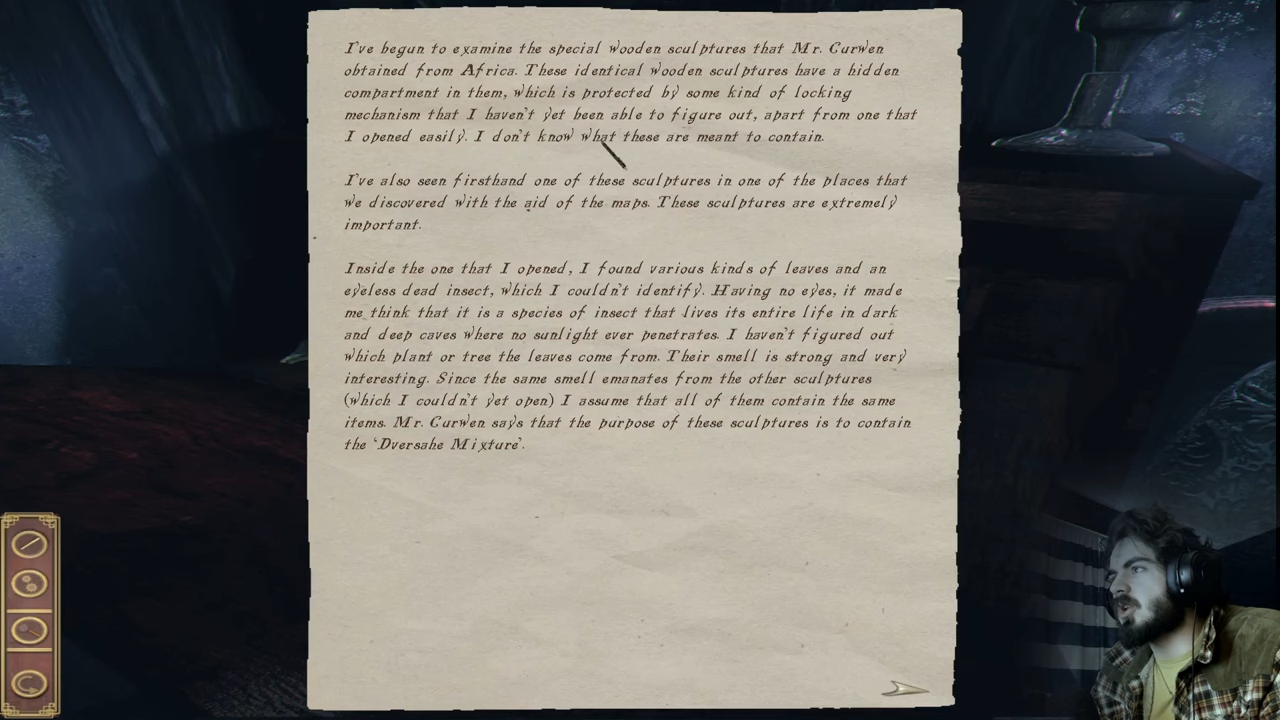 I've begun to examine the special wooden sculptures that Mr. Curwen
obtained from Africa. These identical wooden sculptures have a hidden
compartment in them, which is protected by some kind of locking
mechanism that I haven't yet been able to figure out, apart from one that
I opened easily. I don't know what these are meant to contain.
I've also seen firsthand one of these sculptures in one of the places that
we discovered with the aid of the maps. These sculptures are extremely
important.
Inside the one that I opened, I found various kinds of leaves and an
eyeless dead insect, which I couldn't identify. Having no eyes, it made
me think that it is a species of insect that lives its entire life in dark
and deep caves where no sunlight ever penetrates. I haven't figured out
which plant or tree the leaves come from. Their smell is strong and very
interesting. Since the same smell emanates from the other sculptures
(which I couldn't yet open) I assume that all of them contain the same
items. Mr. Curwen says that the purpose of these sculptures is to contain
the 'Dversahe Mixture'.